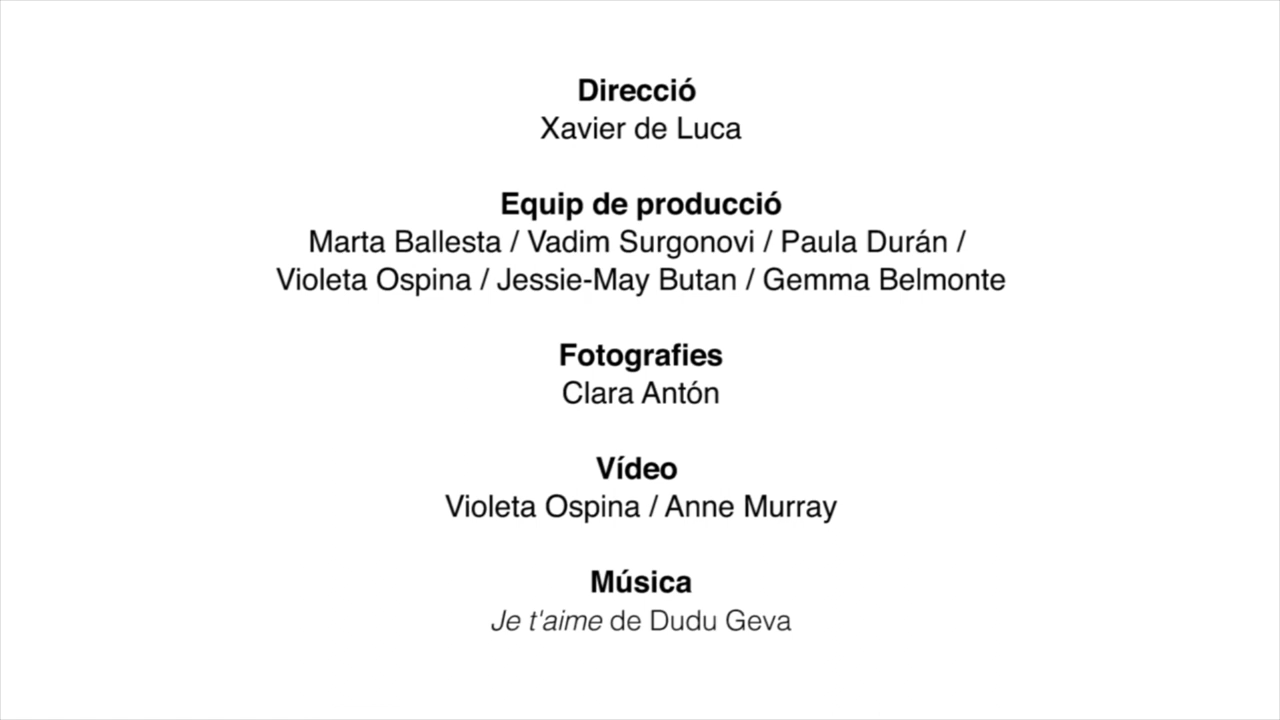 Direcció
Xavier de Luca
Equip de producció
Marta Ballesta / Vadim Surgonovi / Paula Durán /
Violeta Ospina / Jessie-May Butan / Gemma Belmonte
Fotografies
Clara Antón
Vídeo
Violeta Ospina / Anne Murray
Música
Je t'aime de Dudu Geva